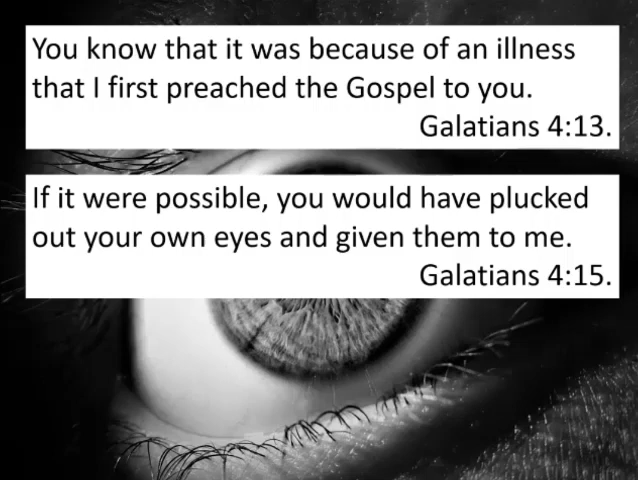 You know that it was because of an illness
that I first preached the Gospel to you.
Galatians 4:13.
If it were possible, you would have plucked
out your own eyes and given them to me.
Galatians 4:15.